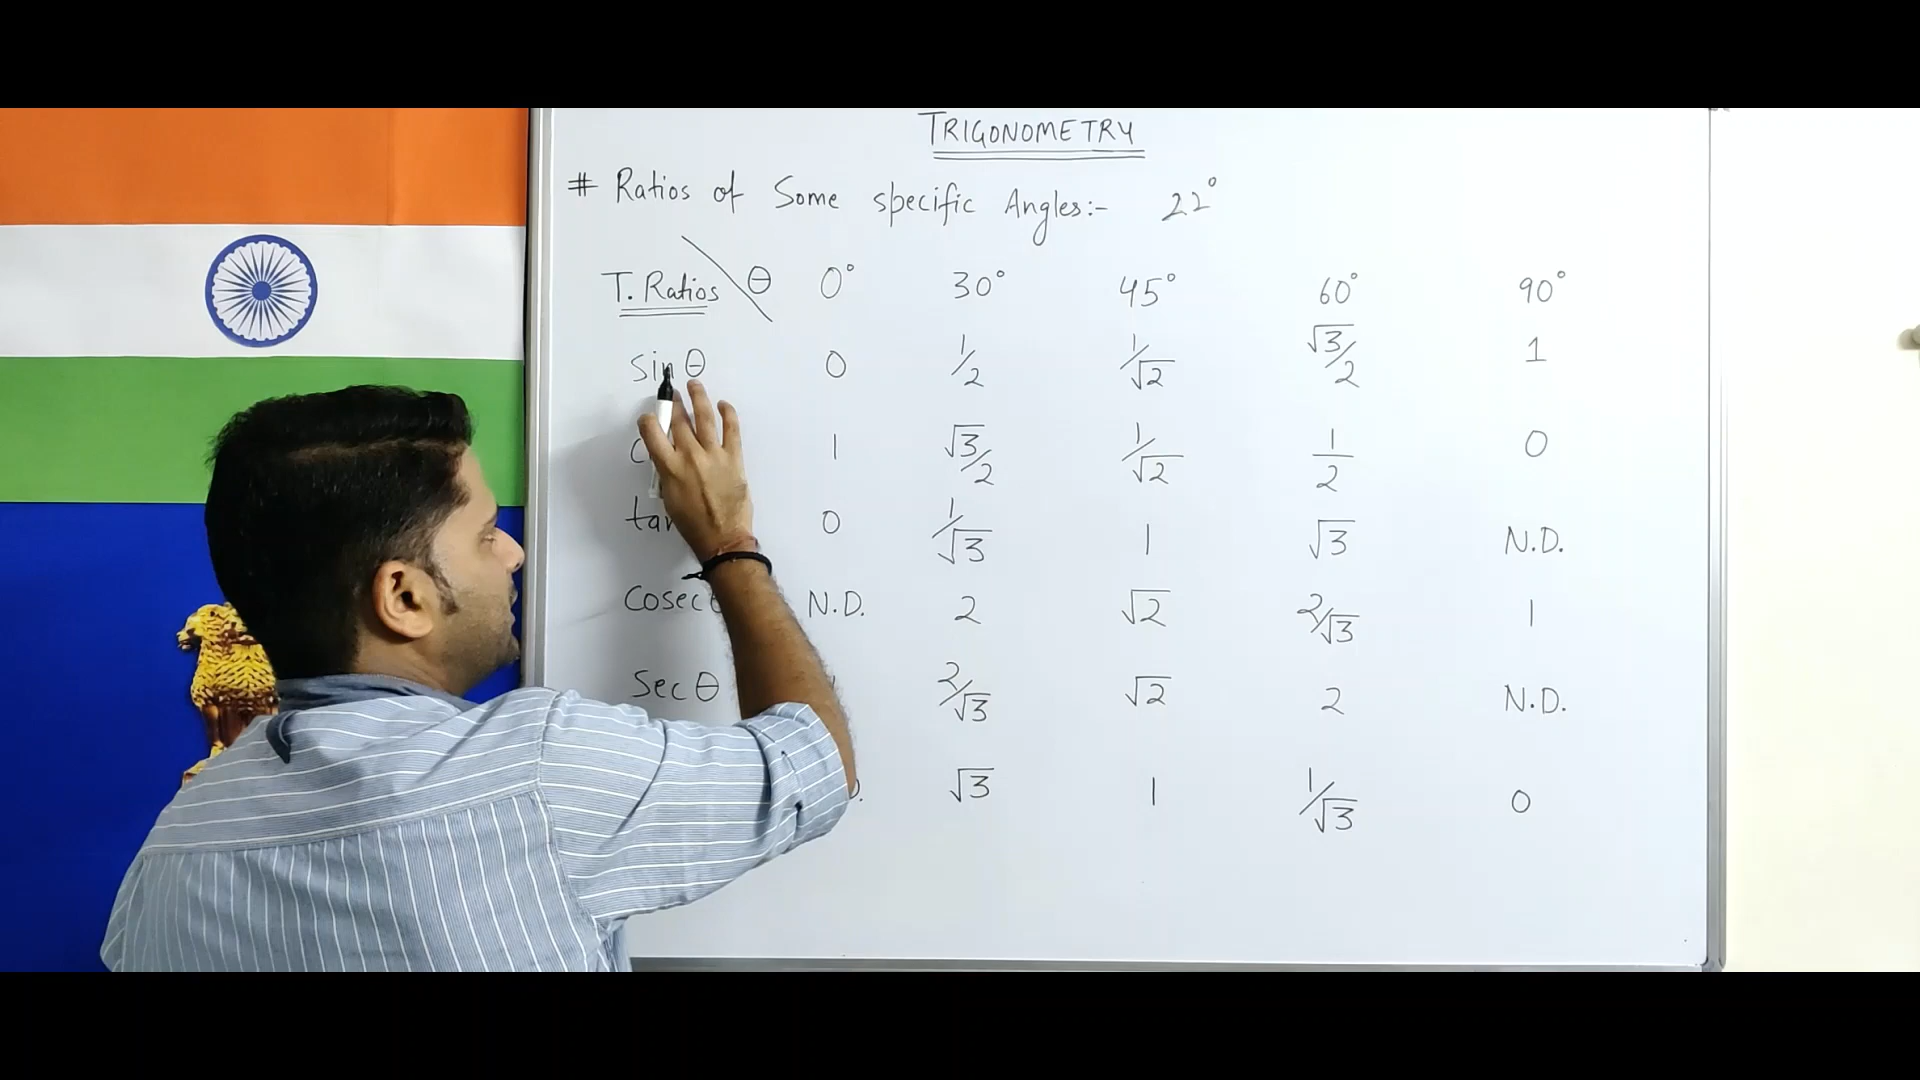 TRIGONOMETRY
# Ratios of Some specific Angles:- 22°
T. Ratios θ 0° 30° 45° 60° 90°
sin θ 0 1/2 1/√2 √3/2 1
1 √3/2 1/√2 1/2 0
0 1/√3 1 √3 N.D.
cosec N.D. 2 √2 2/√3 1
sec θ 2/√3 √2 2 N.D.
√3 1 1/√3 0